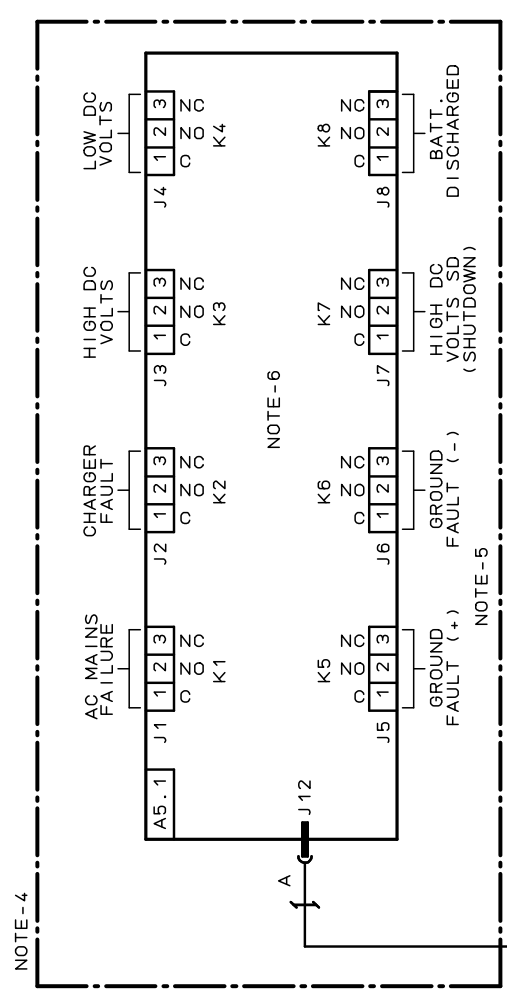 NOTE-4
LOW DC
VOLTS
J4
1 2 3
C NO NC
K4
HIGH DC
VOLTS
J3
1 2 3
C NO NC
K3
CHARGER
FAULT
J2
1 2 3
C NO NC
K2
AC MAINS
FAILURE
J1
1 2 3
C NO NC
K1
A5.1
NOTE-6
K8
C NO NC
1 2 3
J8
BATT.
DISCHARGED
K7
C NO NC
1 2 3
J7
HIGH DC
VOLTS SD
(SHUTDOWN)
K6
C NO NC
1 2 3
J6
GROUND
FAULT (-)
K5
C NO NC
1 2 3
J5
GROUND
FAULT (+)
NOTE-5
J12
A